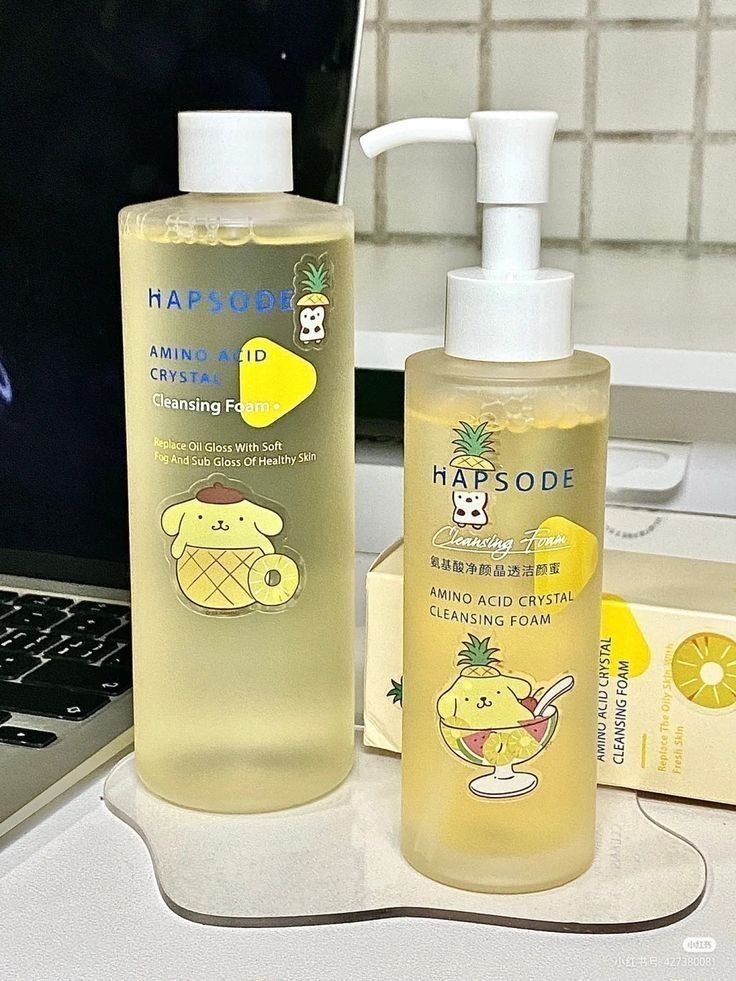 HAPSODE
AMINO ACID
CRYSTAL
Cleansing Foam
Replace Oil Gloss With Soft
Fog And Sub Gloss Of Healthy Skin
HAPSODE
Cleansing Foam
氨基酸净颜晶透洁颜蜜
AMINO ACID CRYSTAL
CLEANSING FOAM
AMINO ACID CRYSTAL
CLEANSING FOAM
Replace The Oily Skin With
Fresh Skin
小红书
小红书号 427380081